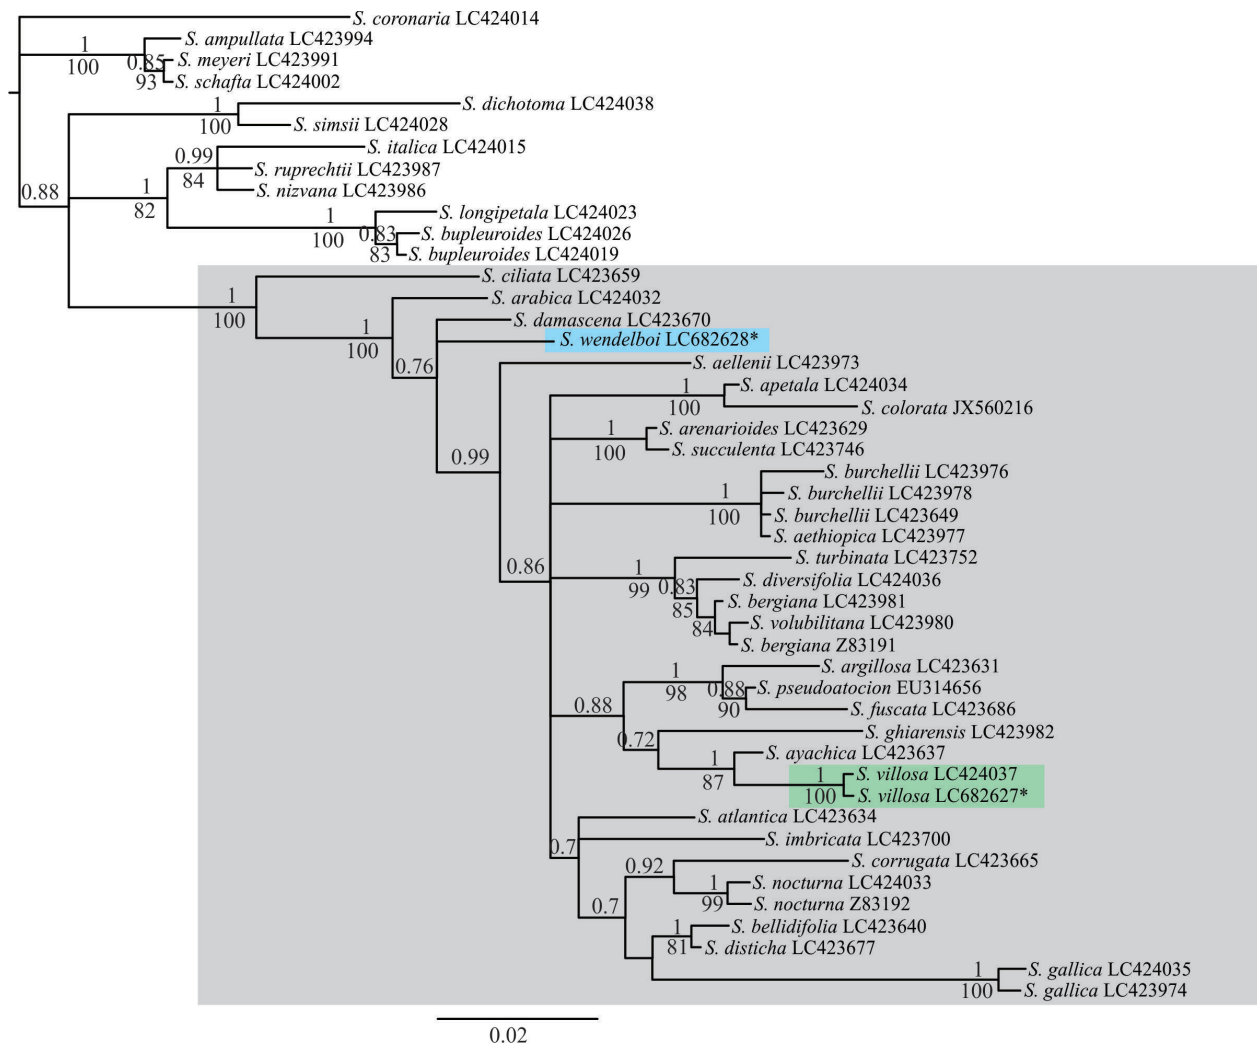 S. coronaria LC424014
S. ampullata LC423994
1
0.85
S. meyeri LC423991
100
93
S. schafta LC424002
S. dichotoma LC424038
1
100
S. simsii LC424028
S. italica LC424015
0.99
S. ruprechtii LC423987
84
S. nizvana LC423986
0.88
1
82
S. longipetala LC424023
1
0.83
S. bupleuroides LC424026
100
83
S. bupleuroides LC424019
S. ciliata LC423659
1
100
S. arabica LC424032
S. damascena LC423670
1
100
S. wendelboi LC682628*
0.76
S. aellenii LC423973
1
S. apetala LC424034
100
S. colorata JX560216
1
S. arenarioides LC423629
100
S. succulenta LC423746
0.99
S. burchellii LC423976
1
S. burchellii LC423978
100
S. burchellii LC423649
S. aethiopica LC423977
S. turbinata LC423752
0.86
1
99
0.83
S. diversifolia LC424036
85
S. bergiana LC423981
84
S. volubilitana LC423980
S. bergiana Z83191
S. argillosa LC423631
1
98
0.88
S. pseudoatocion EU314656
90
S. fuscata LC423686
0.88
S. ghiarensis LC423982
0.72
S. ayachica LC423637
1
87
1
S. villosa LC424037
100
S. villosa LC682627*
S. atlantica LC423634
0.7
S. imbricata LC423700
0.92
S. corrugata LC423665
1
S. nocturna LC424033
99
S. nocturna Z83192
0.7
1
S. bellidifolia LC423640
81
S. disticha LC423677
1
S. gallica LC424035
100
S. gallica LC423974
0.02